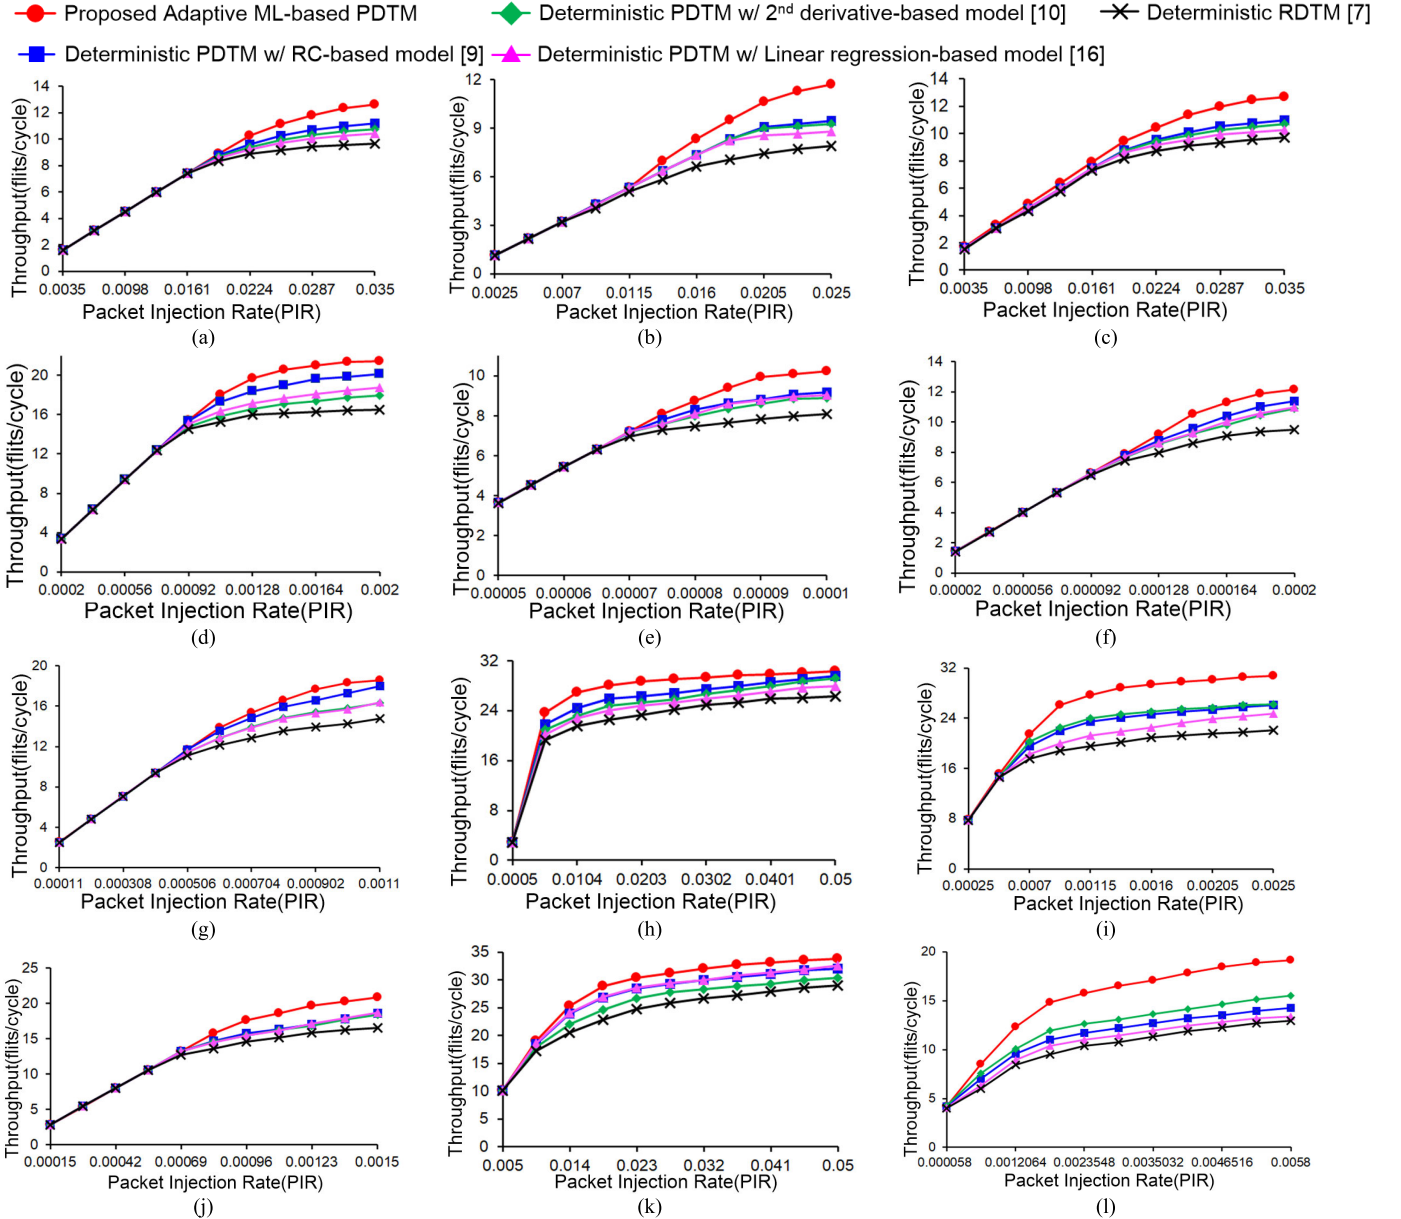 Proposed Adaptive ML-based PDTM
Deterministic PDTM w/ 2nd derivative-based model [10]
Deterministic RDTM [7]
Deterministic PDTM w/ RC-based model [9]
Deterministic PDTM w/ Linear regression-based model [16]
Throughput(flits/cycle)
14
12
10
8
6
4
2
0
0.0035 0.0098 0.0161 0.0224 0.0287 0.035
Packet Injection Rate(PIR)
(a)
Throughput(flits/cycle)
12
9
6
3
0
0.0025 0.007 0.0115 0.016 0.0205 0.025
Packet Injection Rate(PIR)
(b)
Throughput(flits/cycle)
14
12
10
8
6
4
2
0
0.0035 0.0098 0.0161 0.0224 0.0287 0.035
Packet Injection Rate(PIR)
(c)
Throughput(flits/cycle)
20
16
12
8
4
0
0.0002 0.00056 0.00092 0.00128 0.00164 0.002
Packet Injection Rate(PIR)
(d)
Throughput(flits/cycle)
10
8
6
4
2
0
0.00005 0.00006 0.00007 0.00008 0.00009 0.0001
Packet Injection Rate(PIR)
(e)
Throughput(flits/cycle)
14
12
10
8
6
4
2
0
0.00002 0.000056 0.000092 0.000128 0.000164 0.0002
Packet Injection Rate(PIR)
(f)
Throughput(flits/cycle)
20
16
12
8
4
0
0.00011 0.000308 0.000506 0.000704 0.000902 0.0011
Packet Injection Rate(PIR)
(g)
Throughput(flits/cycle)
32
24
16
8
0
0.0005 0.0104 0.0203 0.0302 0.0401 0.05
Packet Injection Rate(PIR)
(h)
Throughput(flits/cycle)
32
24
16
8
0
0.00025 0.0007 0.00115 0.0016 0.00205 0.0025
Packet Injection Rate(PIR)
(i)
Throughput(flits/cycle)
25
20
15
10
5
0
0.00015 0.00042 0.00069 0.00096 0.00123 0.0015
Packet Injection Rate(PIR)
(j)
Throughput(flits/cycle)
35
30
25
20
15
10
5
0
0.005 0.014 0.023 0.032 0.041 0.05
Packet Injection Rate(PIR)
(k)
Throughput(flits/cycle)
20
15
10
5
0
0.000058 0.0012064 0.0023548 0.0035032 0.0046516 0.0058
Packet Injection Rate(PIR)
(l)